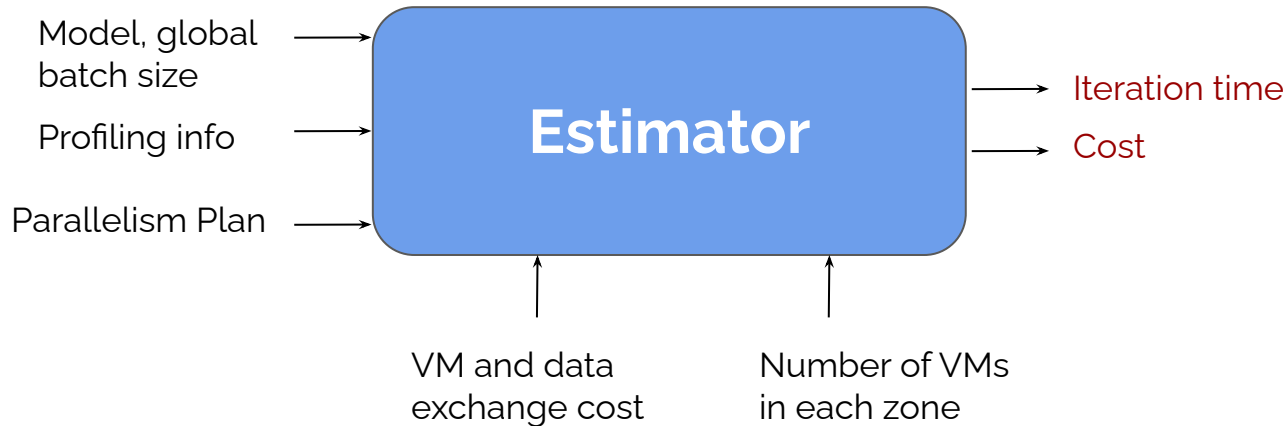 Model, global
batch size
Profiling info
Parallelism Plan
Estimator
Iteration time
Cost
VM and data
exchange cost
Number of VMs
in each zone